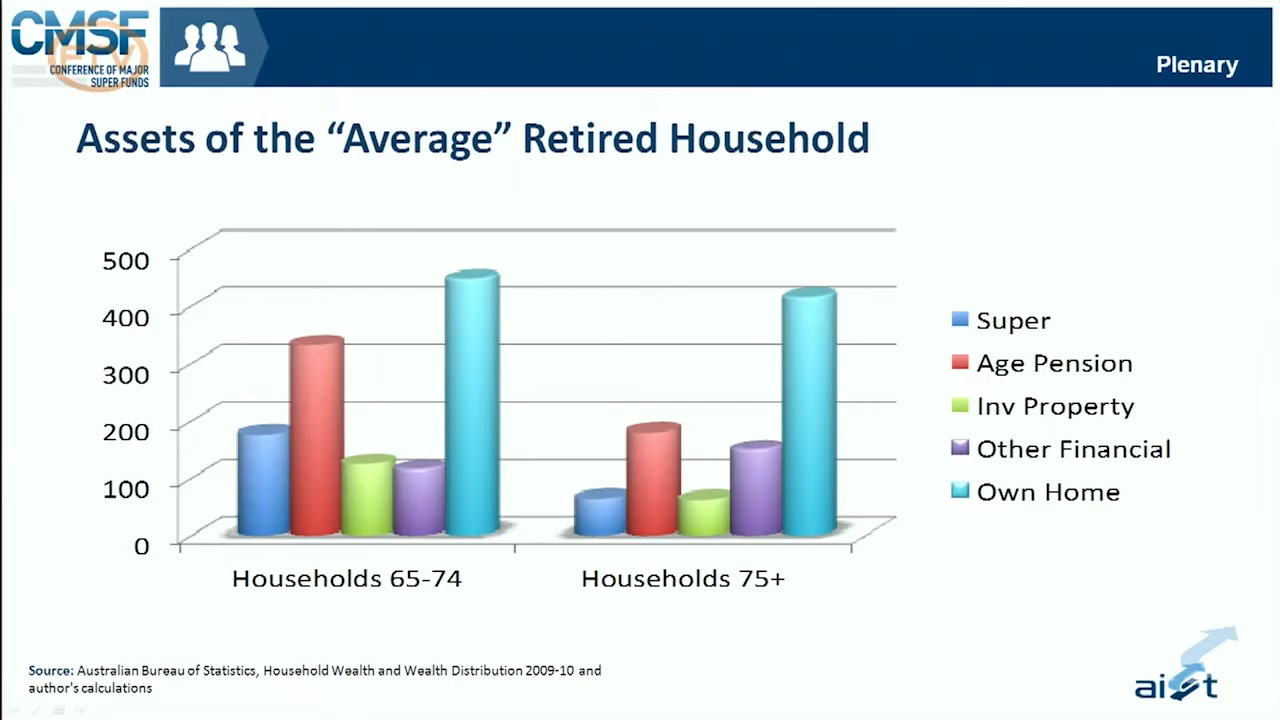 CMSF
CONFERENCE OF MAJOR
SUPER FUNDS
Plenary
Assets of the “Average” Retired Household
500
400
300
200
100
0
Households 65-74
Households 75+
Super
Age Pension
Inv Property
Other Financial
Own Home
Source: Australian Bureau of Statistics, Household Wealth and Wealth Distribution 2009-10 and
author's calculations
aist